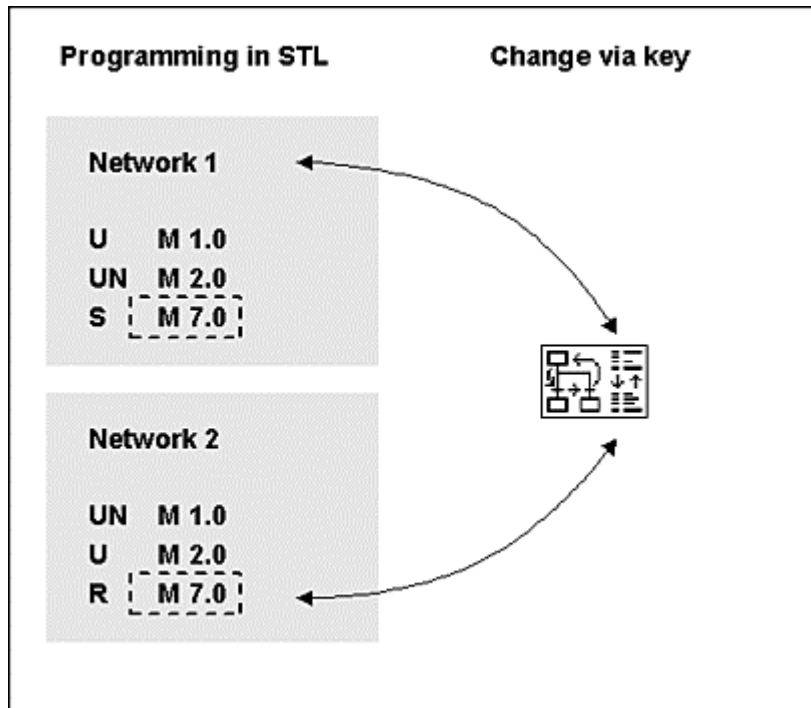 Programming in STL
Change via key
Network 1
U M 1.0
UN M 2.0
S M 7.0
Network 2
UN M 1.0
U M 2.0
R M 7.0